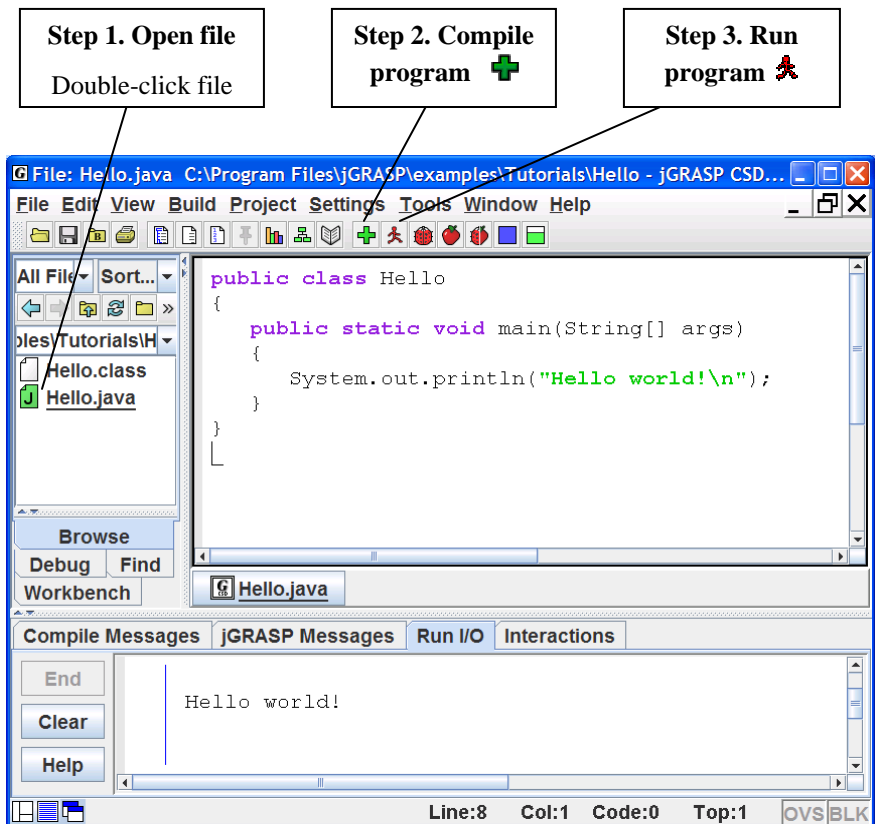 Step 1. Open file
Double-click file
Step 2. Compile
program
Step 3. Run
program
File: Hello.java C:\Program Files\jGRASP\examples\Tutorials\Hello - jGRASP CSD...
File Edit View Build Project Settings Tools Window Help
All File Sort...
ples\Tutorials\H
Hello.class
Hello.java
Browse
Debug Find
Workbench
public class Hello
{
public static void main(String[] args)
{
System.out.println("Hello world!\n");
}
}
Hello.java
Compile Messages jGRASP Messages Run I/O Interactions
End
Clear
Help
Hello world!
Line:8 Col:1 Code:0 Top:1 OVS BLK